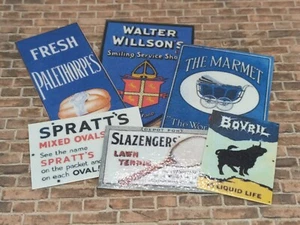 FRESH
PALETHORPES
WALTER
WILLSON'S
Smiling Service Shop
THE MARMET
SPRATT'S
MIXED OVALS
See the name
SPRATT'S
on the packet and
on each OVAL!
SLAZENGERS
LAWN
TENNIS
BOVRIL
LIQUID LIFE